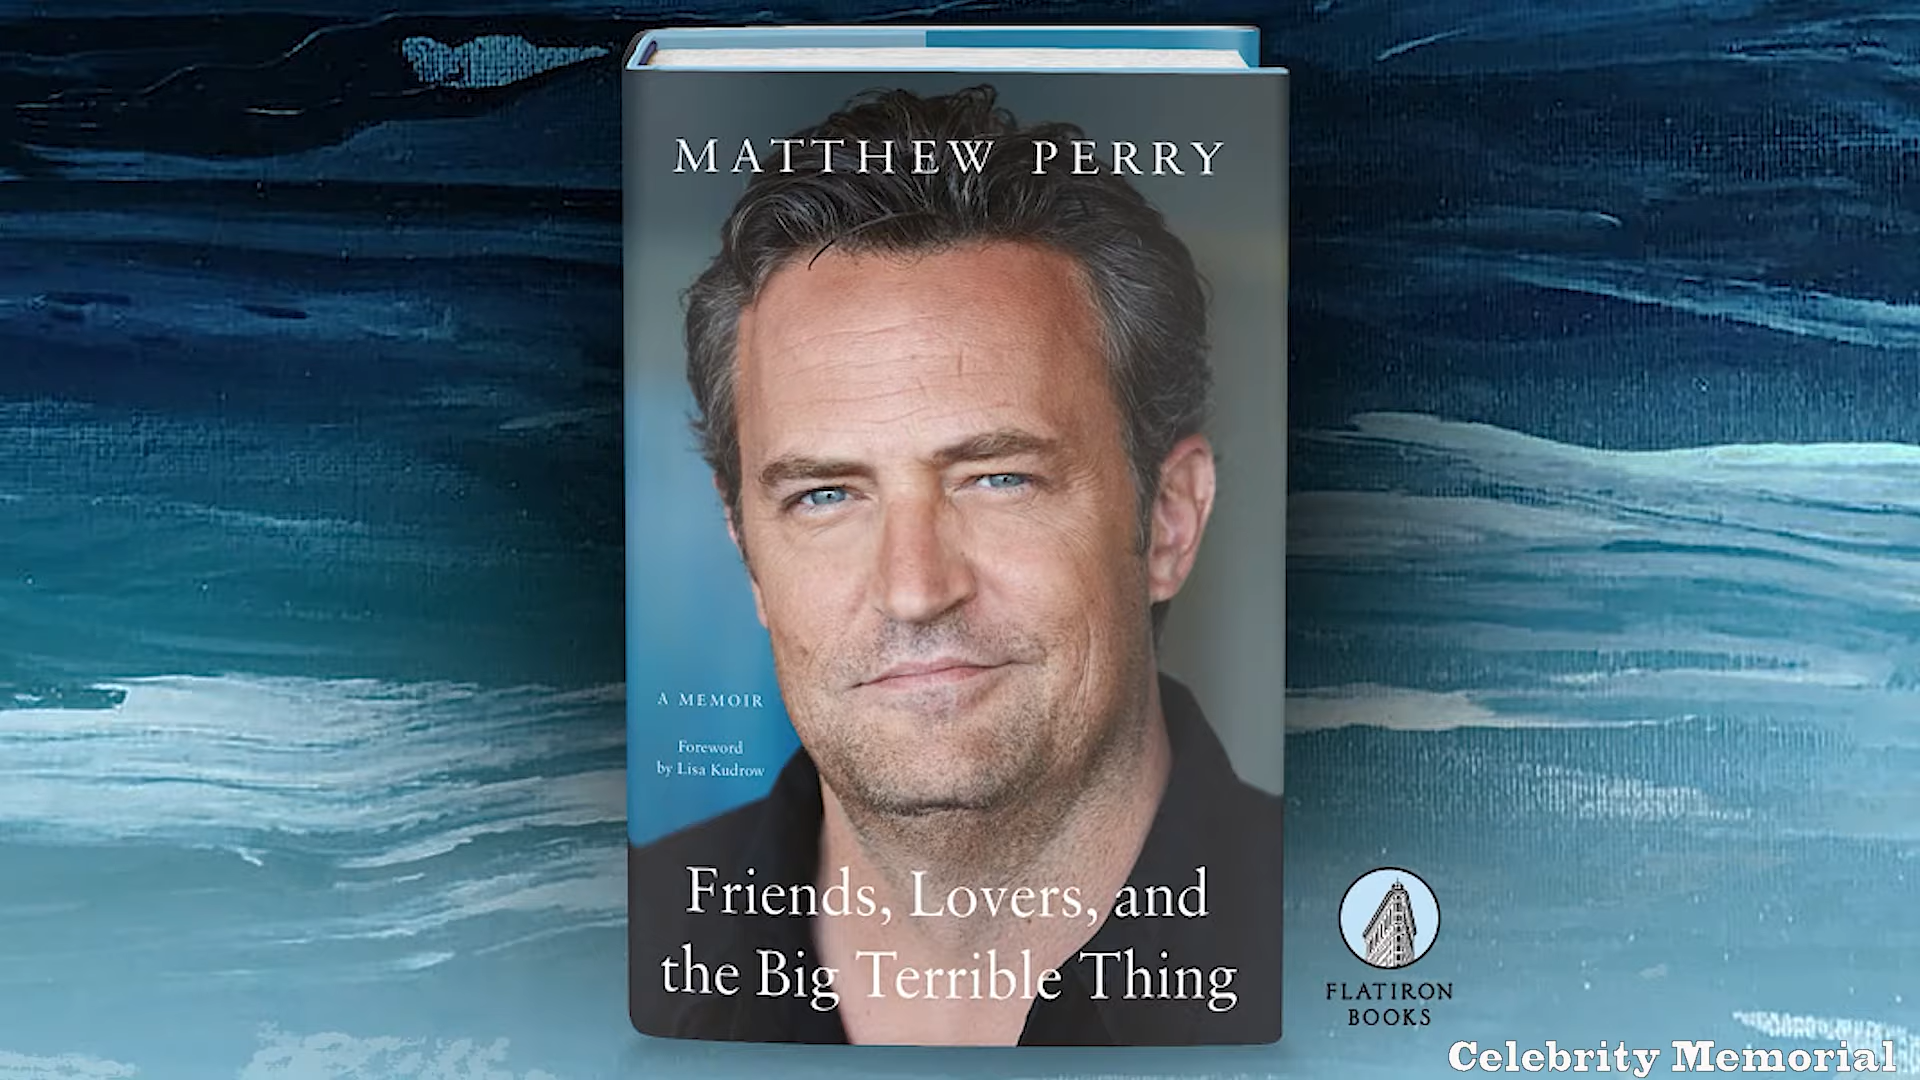 MATTHEW PERRY
A MEMOIR
Foreword
by Lisa Kudrow
Friends, Lovers, and
the Big Terrible Thing
FLATIRON
BOOKS
Celebrity Memorial